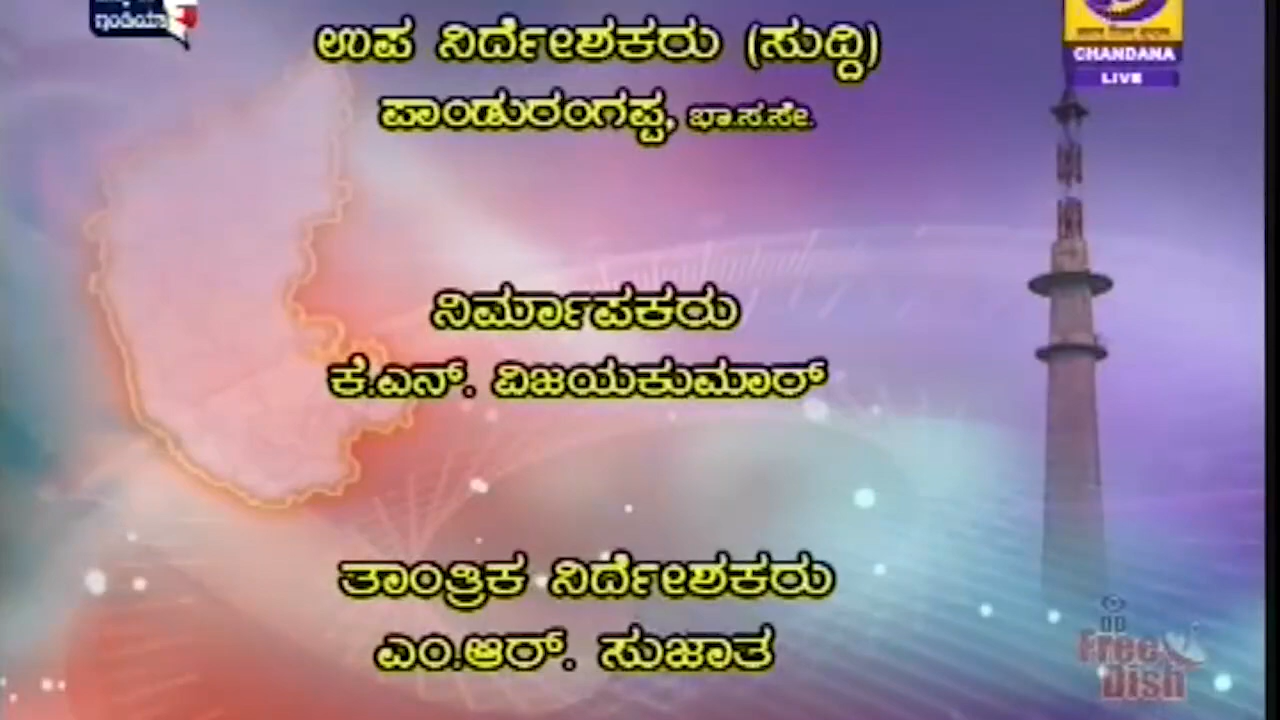 ಇಂಡಿಯಾ
CHANDANA
LIVE
ಉಪ ನಿರ್ದೇಶಕರು (ಸುದ್ದಿ)
ಪಾಂಡುರಂಗಪ್ಪ, ಭಾ.ಸ.ಸೇ.
ನಿರ್ಮಾಪಕರು
ಕೆ.ಎನ್. ವಿಜಯಕುಮಾರ್
ತಾಂತ್ರಿಕ ನಿರ್ದೇಶಕರು
ಎಂ.ಆರ್. ಸುಜಾತ
DD
Free
Dish